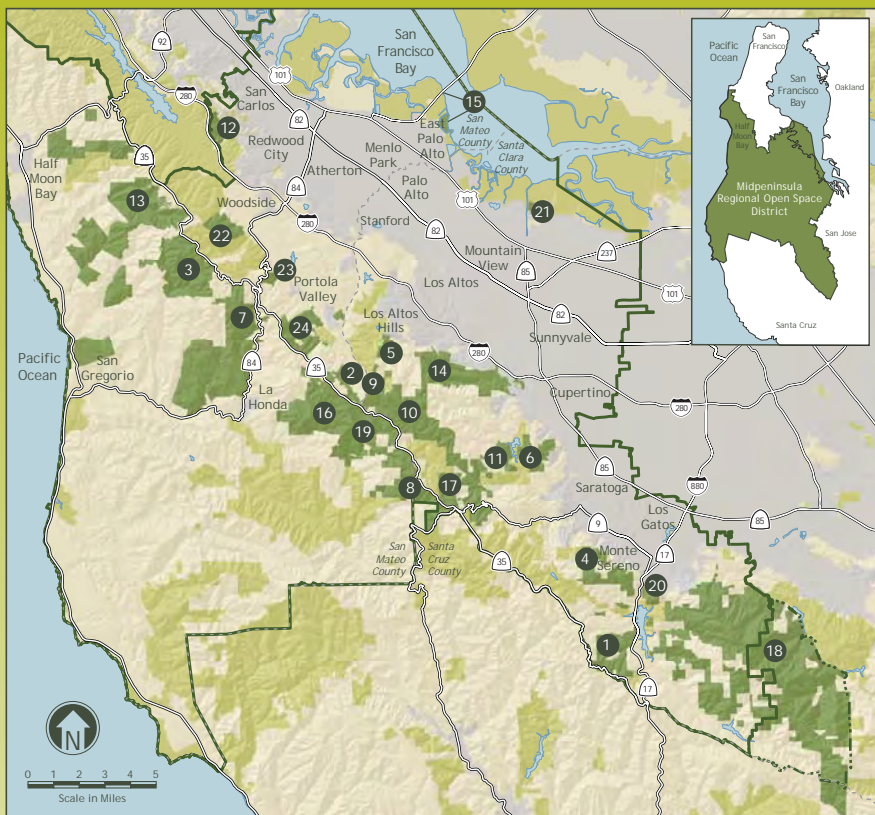 92
280
101
San
Francisco
Bay
San
Carlos
82
15
San
Mateo
County
Santa
Clara
County
12
Redwood
City
East
Palo
Alto
Menlo
Park
Atherton
Palo
Alto
35
Half
Moon
Bay
84
13
Woodside
280
Stanford
101
21
22
82
Mountain
View
237
3
23
Portola
Valley
85
Los Altos
101
7
24
Los Altos
Hills
82
Sunnyvale
Pacific
Ocean
San
Gregorio
84
35
5
2
9
14
280
La
Honda
Cupertino
16
10
280
19
11
6
8
17
85
Saratoga
880
Los
Gatos
85
9
San
Mateo
County
Santa
Cruz
County
35
4
Monte
Sereno
17
20
1
18
17
N
0 1 2 3 4 5
Scale in Miles
Pacific
Ocean
San
Francisco
San
Francisco
Bay
Oakland
Half
Moon
Bay
Midpeninsula
Regional Open Space
District
San Jose
Santa Cruz